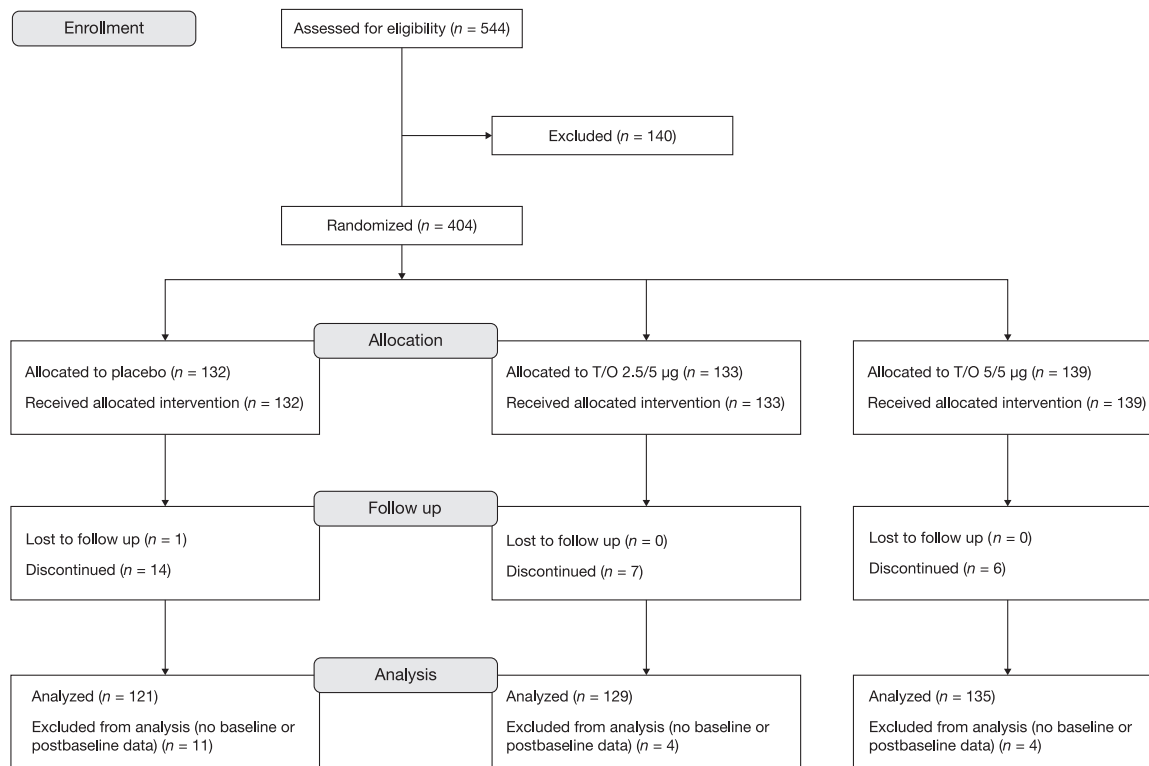 Enrollment
Assessed for eligibility (n = 544)
Excluded (n = 140)
Randomized (n = 404)
Allocation
Allocated to placebo (n = 132)
Received allocated intervention (n = 132)
Allocated to T/O 2.5/5 µg (n = 133)
Received allocated intervention (n = 133)
Allocated to T/O 5/5 µg (n = 139)
Received allocated intervention (n = 139)
Follow up
Lost to follow up (n = 1)
Discontinued (n = 14)
Lost to follow up (n = 0)
Discontinued (n = 7)
Lost to follow up (n = 0)
Discontinued (n = 6)
Analysis
Analyzed (n = 121)
Excluded from analysis (no baseline or
postbaseline data) (n = 11)
Analyzed (n = 129)
Excluded from analysis (no baseline or
postbaseline data) (n = 4)
Analyzed (n = 135)
Excluded from analysis (no baseline or
postbaseline data) (n = 4)